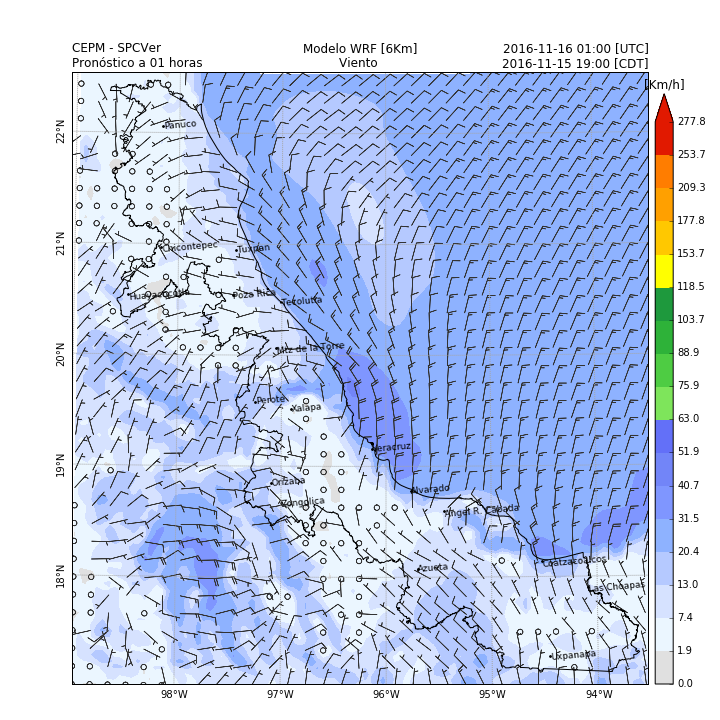 CEPM - SPCVer
Modelo WRF [6Km]
2016-11-16 01:00 [UTC]
Pronóstico a 01 horas
Viento
2016-11-15 19:00 [CDT]
[Km/h]
277.8
253.7
209.3
177.8
153.7
118.5
103.7
88.9
75.9
63.0
51.9
40.7
31.5
20.4
13.0
7.4
1.9
0.0
22°N
21°N
20°N
19°N
18°N
Panuco
Chicontepec
Tuxpan
Poza Rica
Tecolutla
Mtz de la Torre
Perote
Xalapa
Veracruz
Orizaba
Zongolica
Alvarado
Angel R. Cabada
Azueta
Coatzacoalcos
Las Choapas
Uxpanapa
98°W
97°W
96°W
95°W
94°W